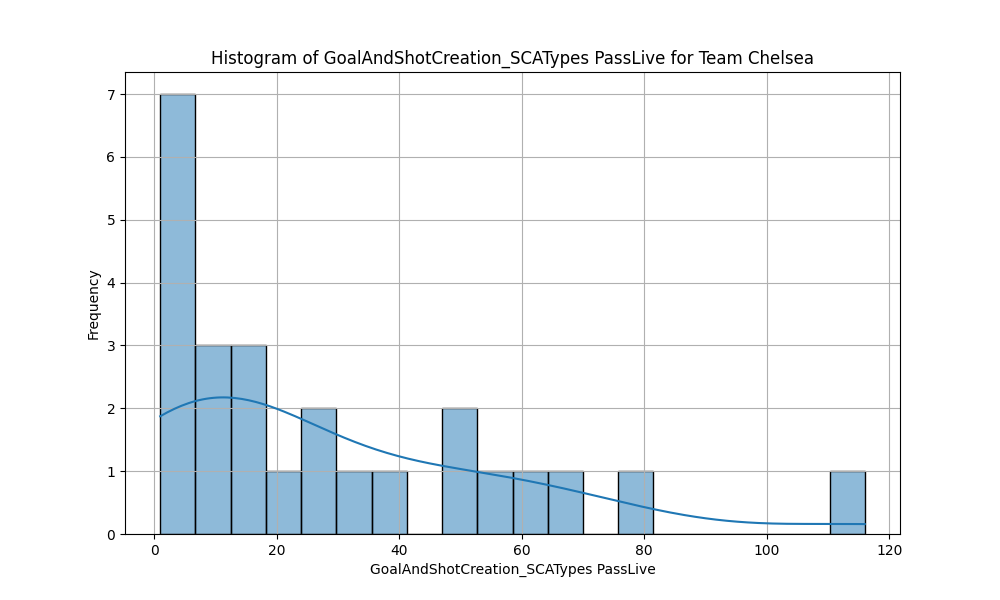 Histogram of GoalAndShotCreation_SCATypes PassLive for Team Chelsea
7
6
5
4
3
2
1
0
Frequency
0 20 40 60 80 100 120
GoalAndShotCreation_SCATypes PassLive